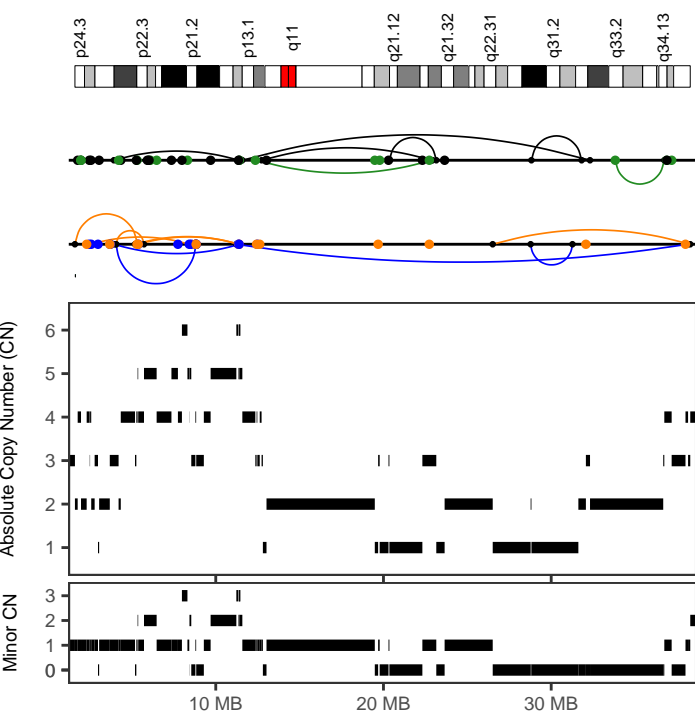 p24.3
p22.3
p21.2
p13.1
q11
q21.12
q21.32
q22.31
q31.2
q33.2
q34.13
Absolute Copy Number (CN)
6
5
4
3
2
1
Minor CN
3
2
1
0
10 MB
20 MB
30 MB